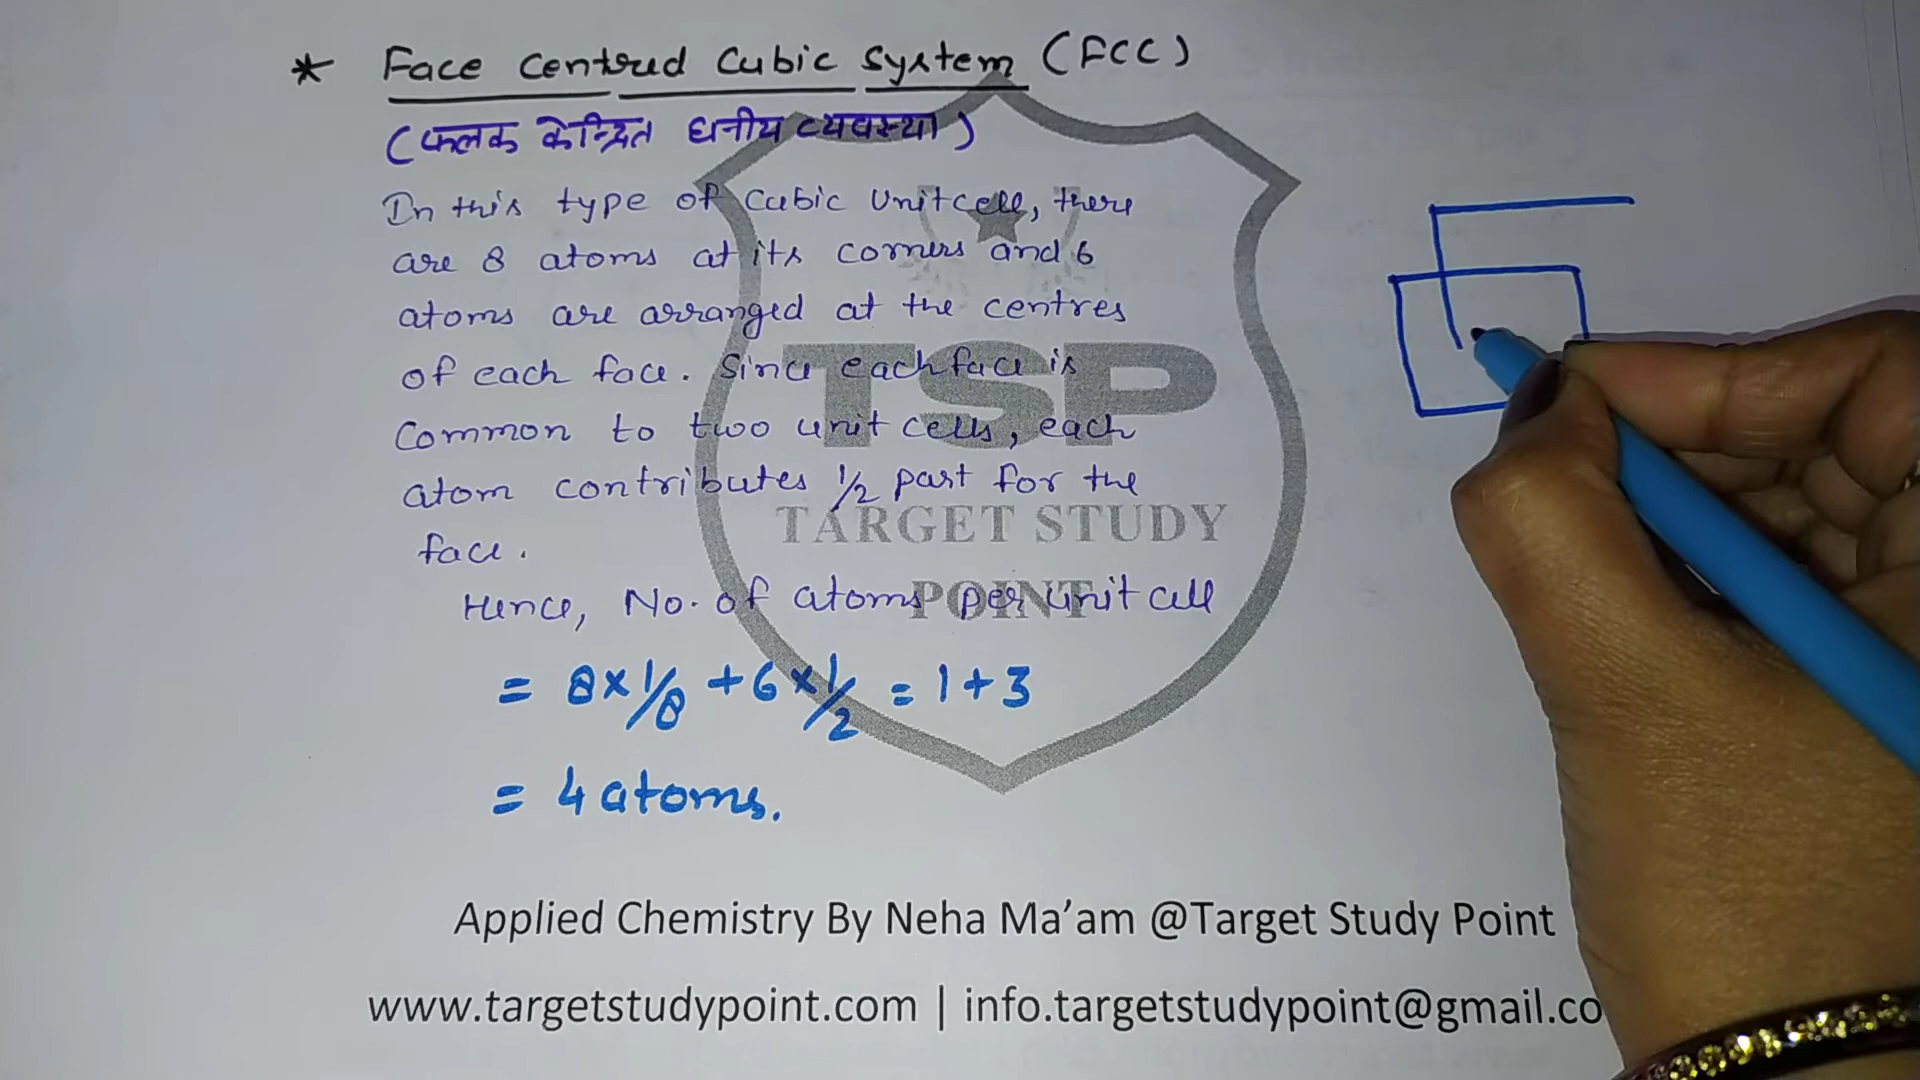 * Face Centred Cubic System (FCC)
(फलक केन्द्रित घनीय व्यवस्था)
In this type of Cubic Unit cell, there
are 8 atoms at its corners and 6
atoms are arranged at the centres
of each face. Since each face is
Common to two unit cells, each
atom contributes 1/2 part for the
face.
Hence, No. of atoms per unit cell
= 8 x 1/8 + 6 x 1/2 = 1 + 3
= 4 atoms.
TSP
TARGET STUDY
POINT
Applied Chemistry By Neha Ma’am @Target Study Point
www.targetstudypoint.com | info.targetstudypoint@gmail.co